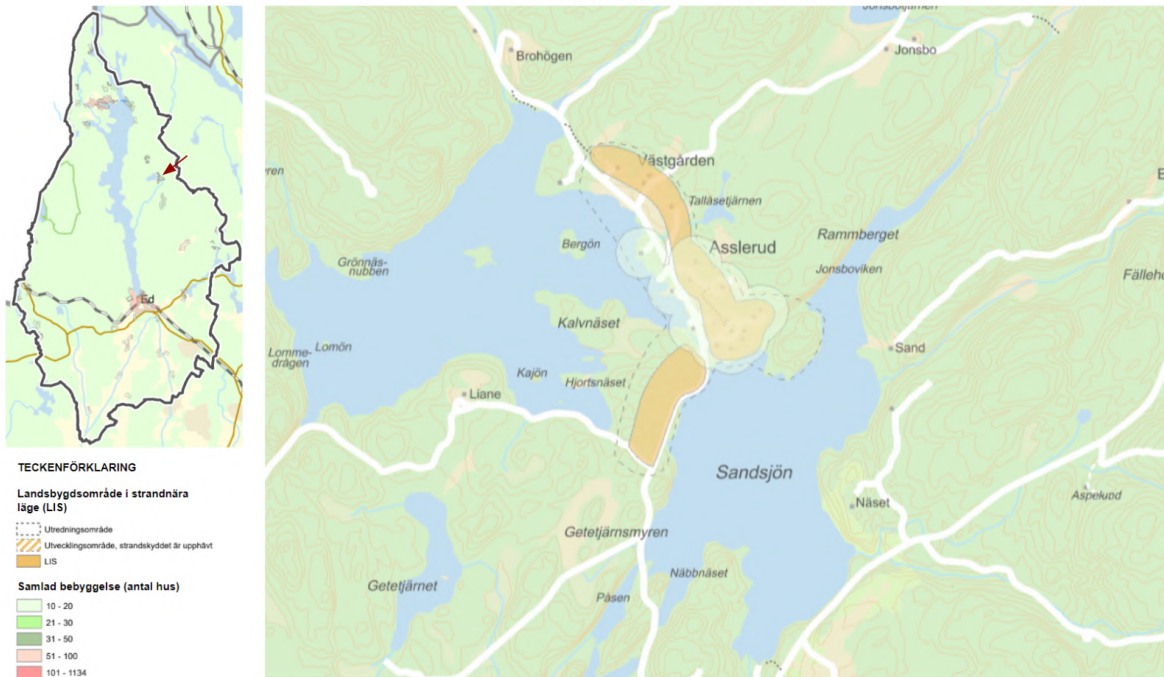 Ed
TECKENFÖRKLARING
Landsbygdsområde i strandnära
läge (LIS)
Utredningsområde
Utvecklingsområde, strandskyddet är upphävt
LIS
Samlad bebyggelse (antal hus)
10 - 20
21 - 30
31 - 50
51 - 100
101 - 1134
Brohögen
Jonsbo
Västgården
Tallåsetjärnen
Asslerud
Rammberget
Jonsboviken
Bergön
Grönnäs-
nubben
Kalvnäset
Lomme-
drågen
Lomön
Kajön
Hjortsnäset
Liane
Sand
Sandsjön
Näset
Aspelund
Getetjärnsmyren
Getetjärnet
Näbbnäset
Påsen